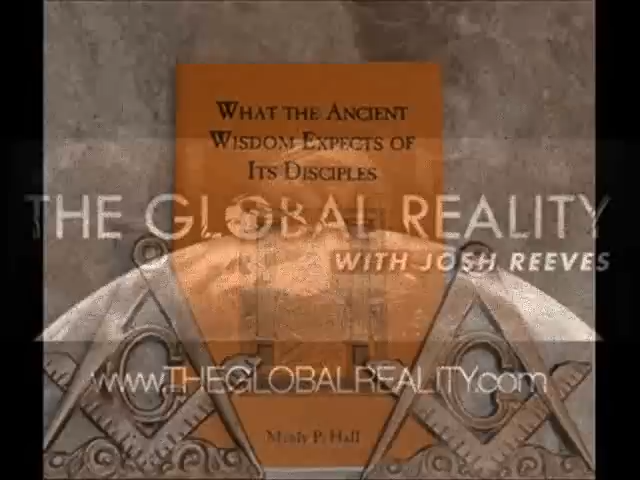 WHAT THE ANCIENT
WISDOM EXPECTS OF
ITS DISCIPLES
THE GLOBAL REALITY
WITH JOSH REEVES
G G
www.THEGLOBALREALITY.com
Manly P. Hall